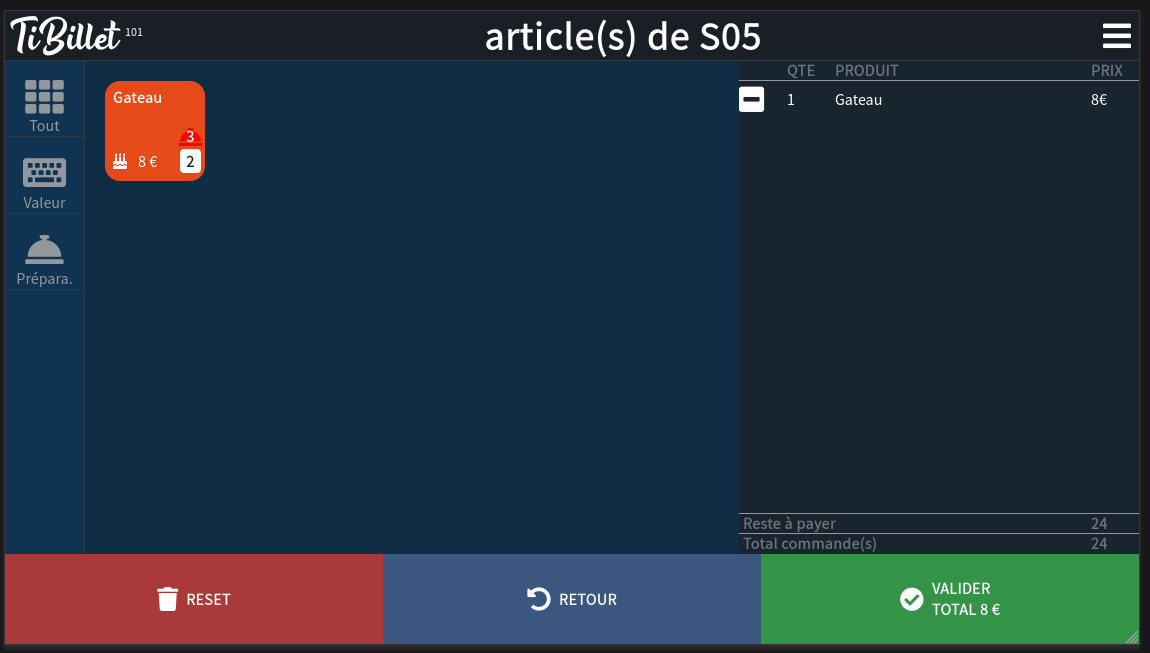 TiBillet 101
article(s) de S05
Tout
Valeur
Prépara.
Gateau
3
8 €
2
QTE PRODUIT PRIX
1 Gateau 8€
Reste à payer 24
Total commande(s) 24
RESET
RETOUR
VALIDER
TOTAL 8 €